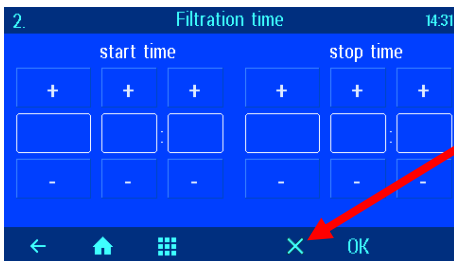 2. Filtration time 14:31
start time stop time
+ + + + + +
: :
- - - - - -
OK